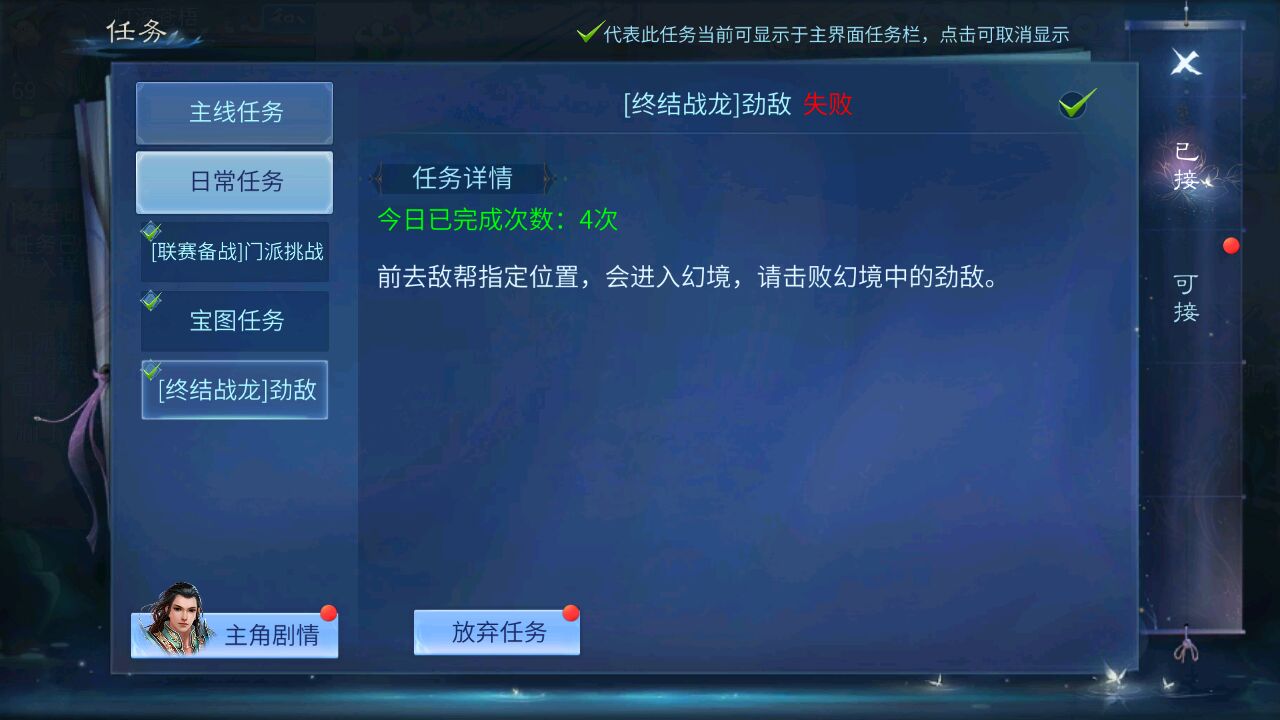 任务
代表此任务当前可显示于主界面任务栏，点击可取消显示
主线任务
日常任务
[联赛备战]门派挑战
宝图任务
[终结战龙]劲敌
主角剧情
[终结战龙]劲敌 失败
任务详情
今日已完成次数：4次
前去敌帮指定位置，会进入幻境，请击败幻境中的劲敌。
放弃任务
已接
可接